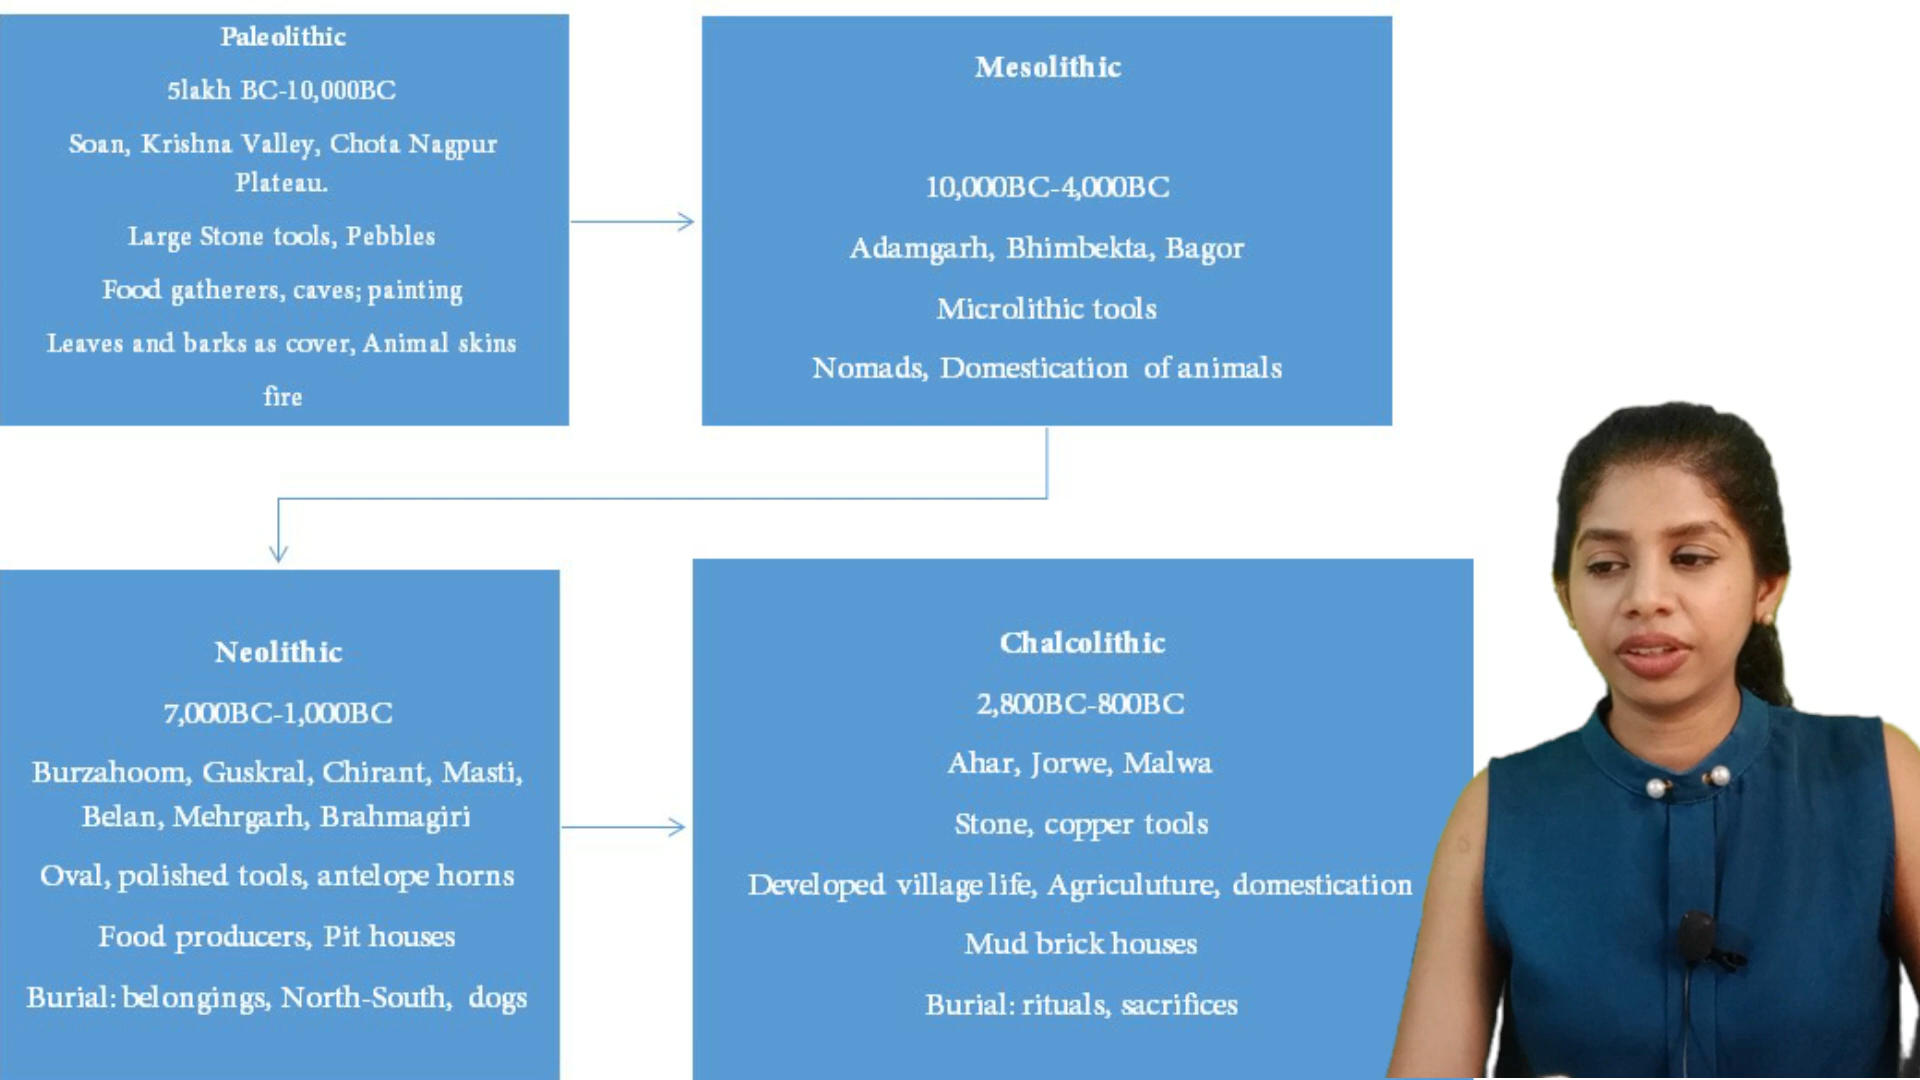 Paleolithic
5lakh BC-10,000BC
Soan, Krishna Valley, Chota Nagpur
Plateau.
Large Stone tools, Pebbles
Food gatherers, caves; painting
Leaves and barks as cover, Animal skins
fire
Mesolithic
10,000BC-4,000BC
Adamgarh, Bhimbekta, Bagor
Microlithic tools
Nomads, Domestication of animals
Neolithic
7,000BC-1,000BC
Burzahoom, Guskral, Chirant, Masti,
Belan, Mehrgarh, Brahmagiri
Oval, polished tools, antelope horns
Food producers, Pit houses
Burial: belongings, North-South, dogs
Chalcolithic
2,800BC-800BC
Ahar, Jorwe, Malwa
Stone, copper tools
Developed village life, Agriculuture, domestication
Mud brick houses
Burial: rituals, sacrifices